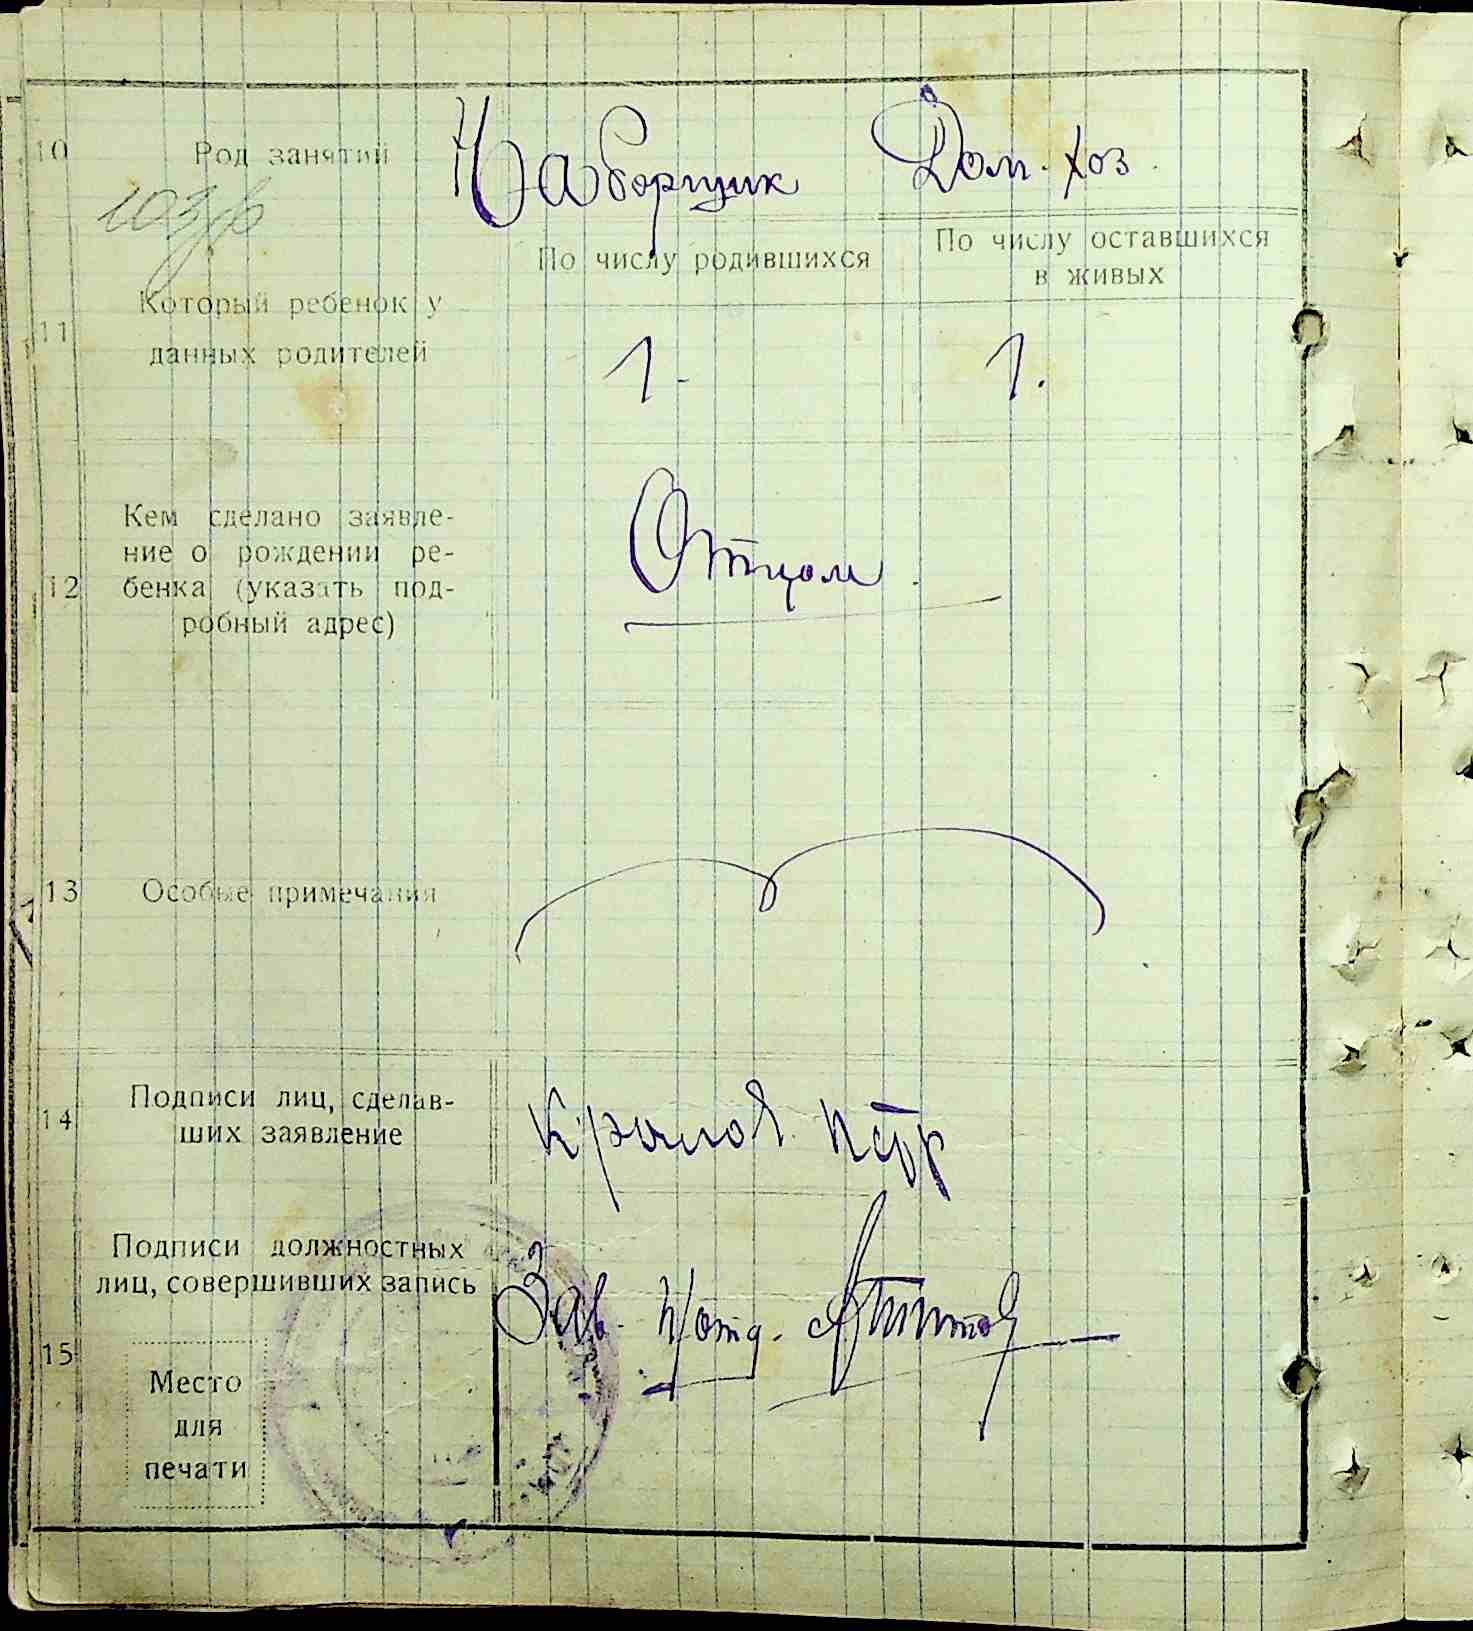 10 Род занятий Наборщик Дом. хоз.
По числу родившихся По числу оставшихся
в живых
11 Который ребенок у
данных родителей 1. 1.
Кем сделано заявле-
ние о рождении ре-
12 бенка (указать под-
робный адрес) Отцом.
13 Особые примечания
14 Подписи лиц, сделав-
ших заявление Петр
Подписи должностных
лиц, совершивших запись Зав.
15
Место
для
печати